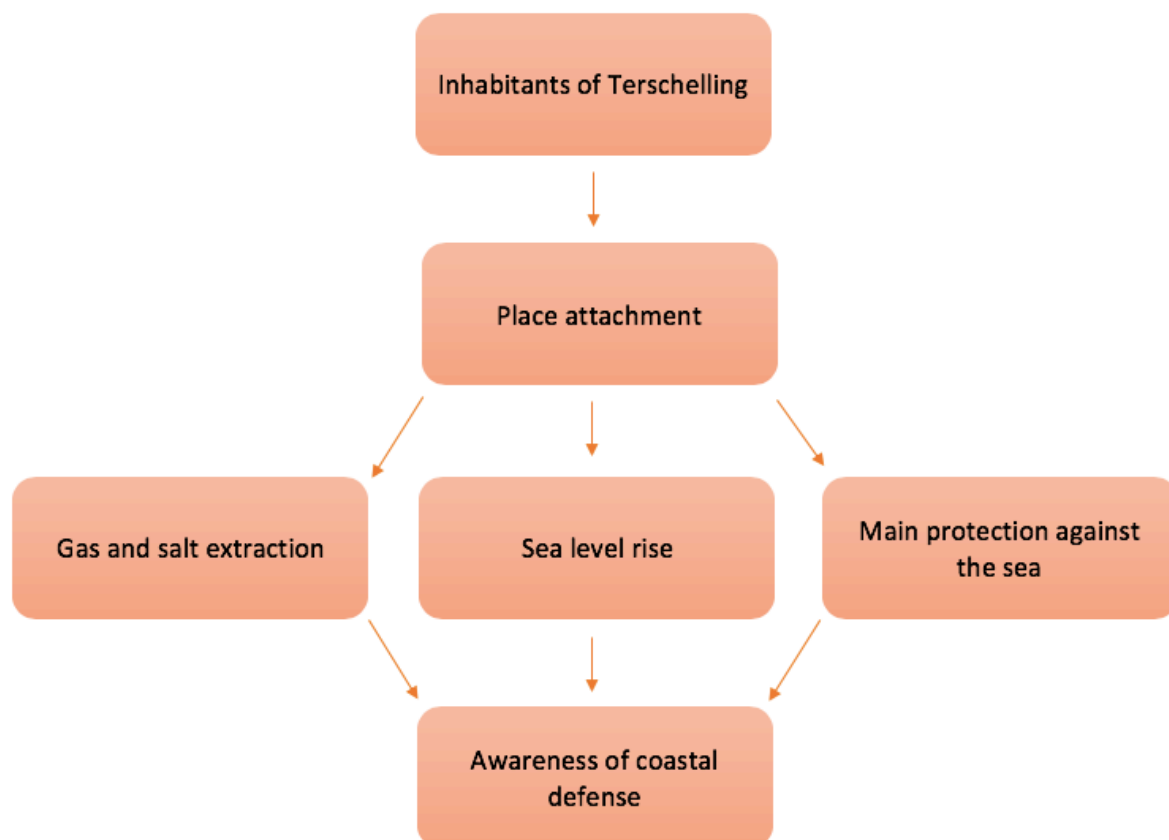 Inhabitants of Terschelling
Place attachment
Gas and salt extraction
Sea level rise
Main protection against
the sea
Awareness of coastal
defense